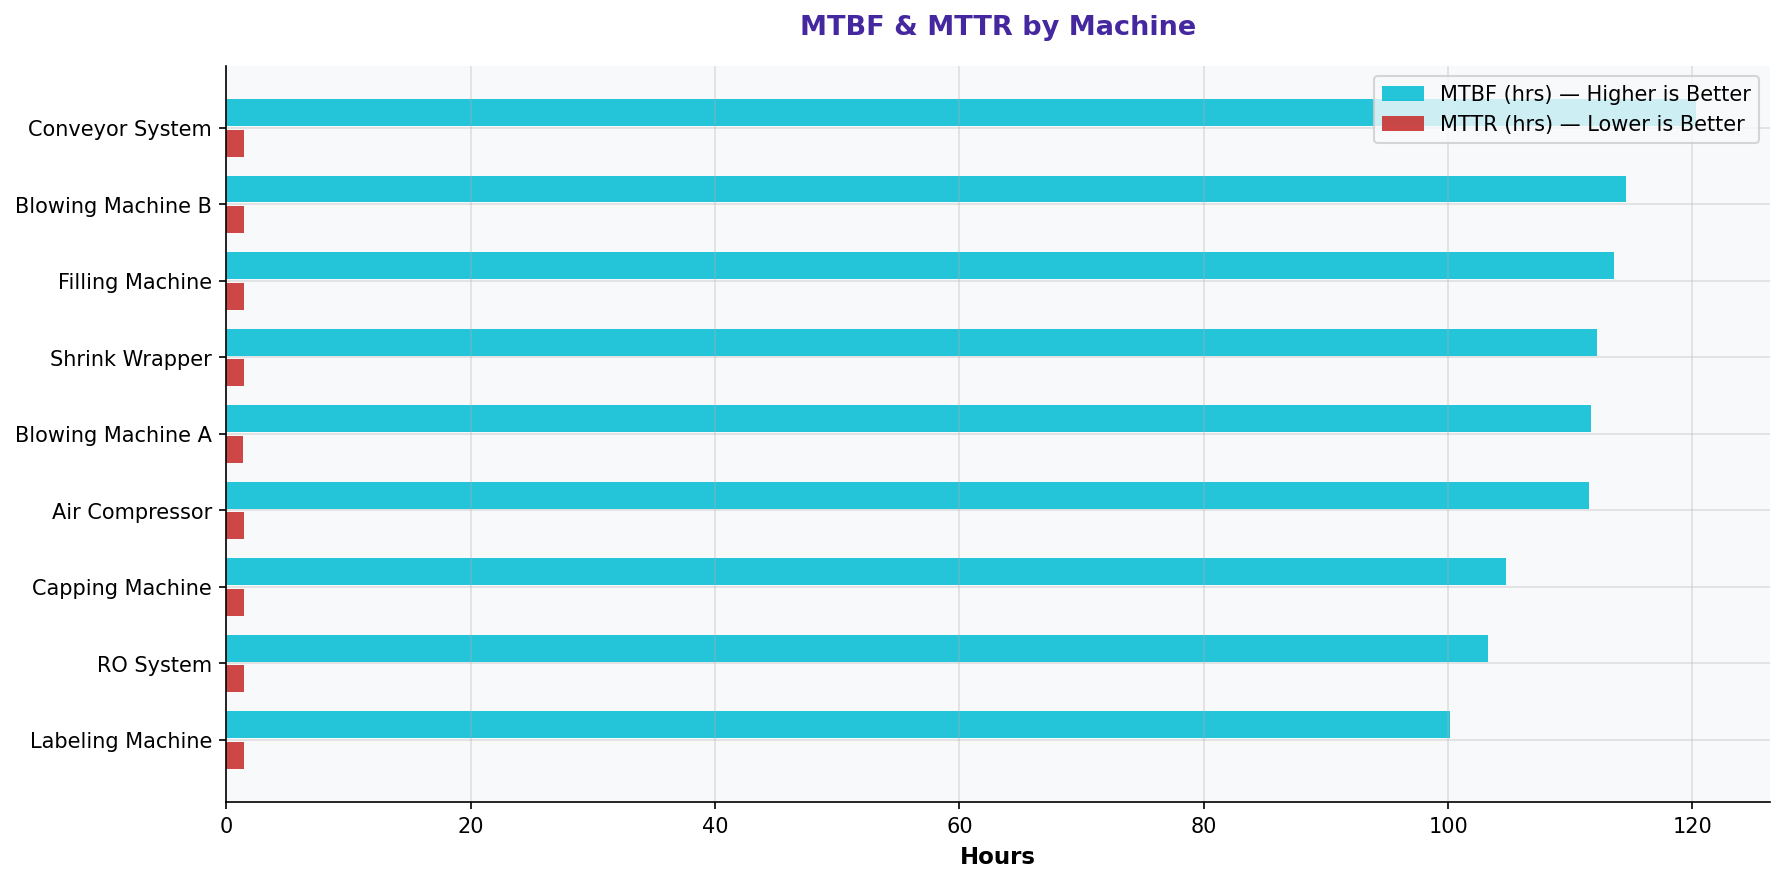 MTBF & MTTR by Machine
MTBF (hrs) — Higher is Better
MTTR (hrs) — Lower is Better
Conveyor System
Blowing Machine B
Filling Machine
Shrink Wrapper
Blowing Machine A
Air Compressor
Capping Machine
RO System
Labeling Machine
0 20 40 60 80 100 120
Hours